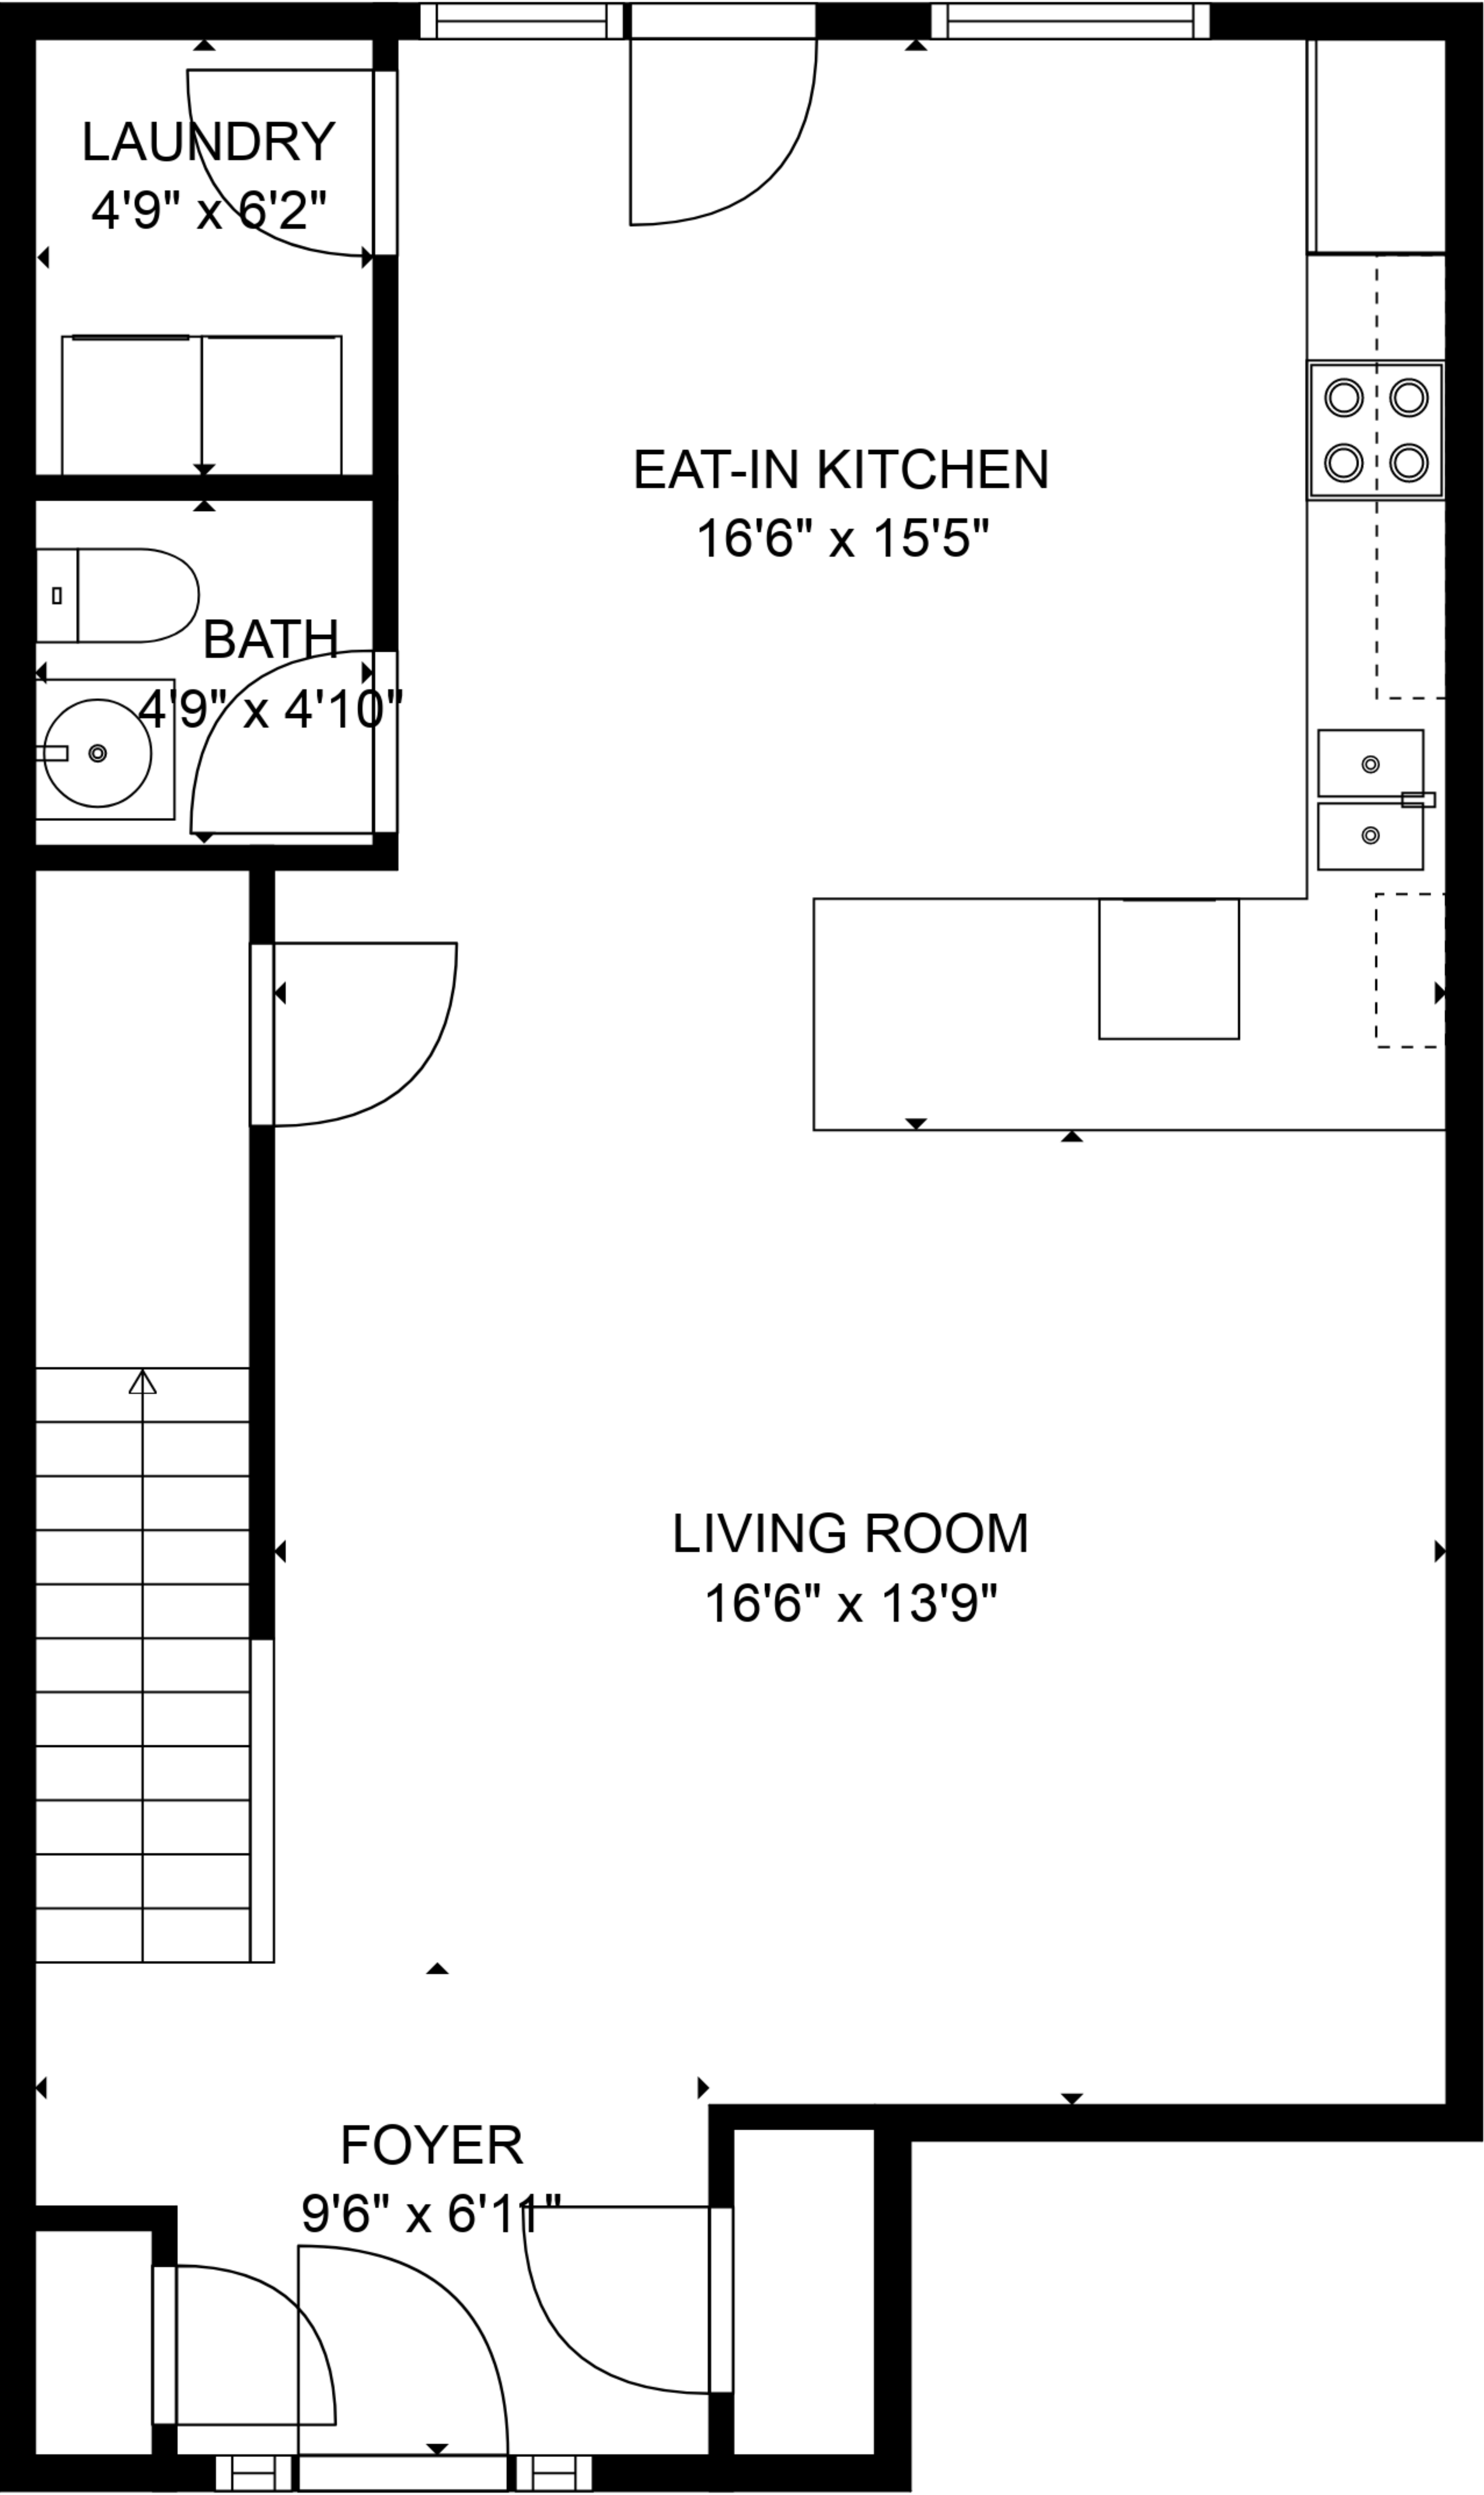 LAUNDRY
4'9" x 6'2"
EAT-IN KITCHEN
16'6" x 15'5"
BATH
4'9" x 4'10"
LIVING ROOM
16'6" x 13'9"
FOYER
9'6" x 6'11"